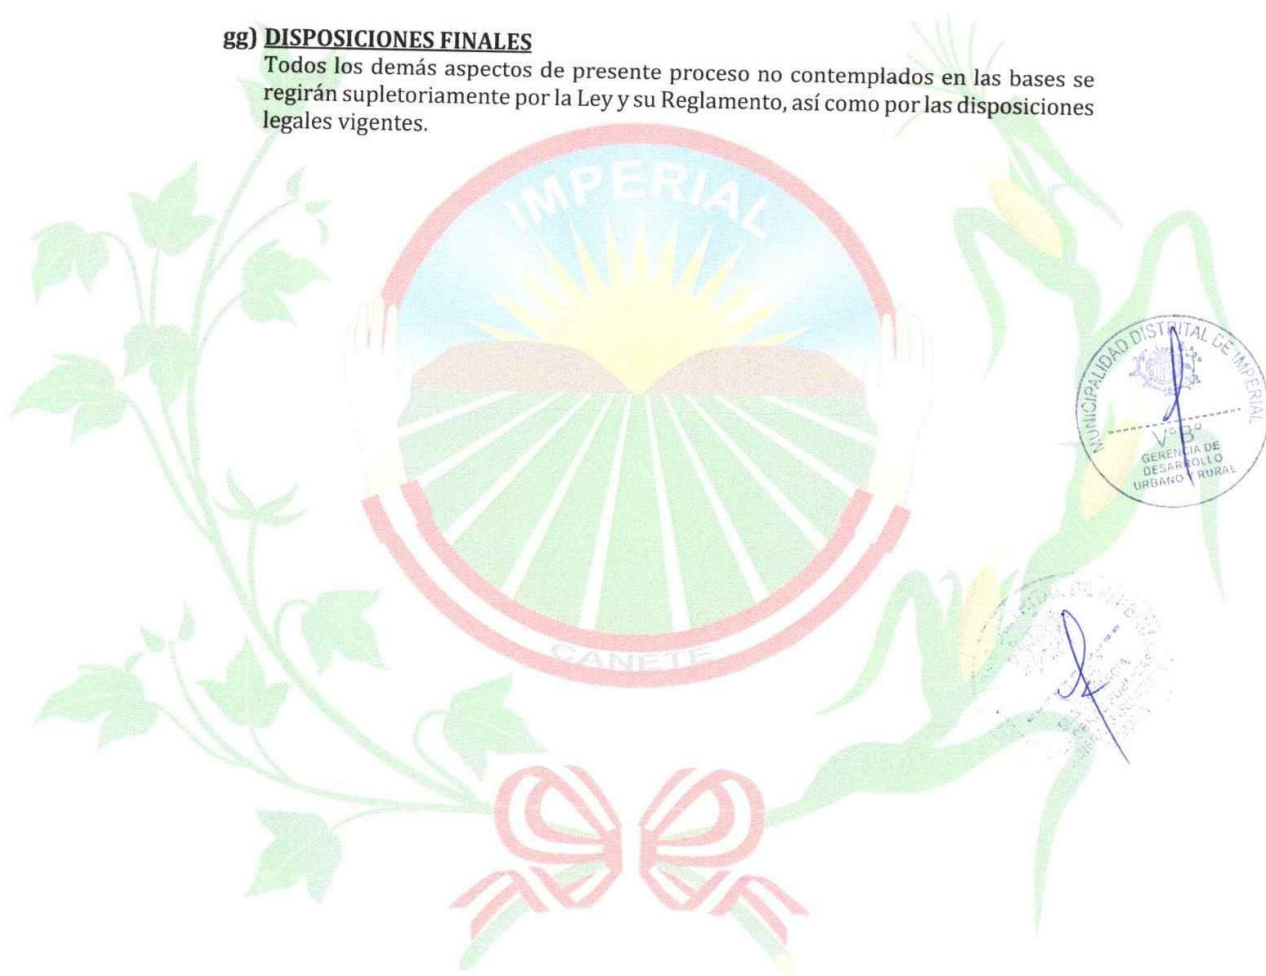 gg) DISPOSICIONES FINALES
Todos los demás aspectos de presente proceso no contemplados en las bases se
regirán supletoriamente por la Ley y su Reglamento, así como por las disposiciones
legales vigentes.
IMPERIAL
CAÑETE
MUNICIPALIDAD DISTRITAL DE IMPERIAL
V°B°
GERENCIA DE
DESARROLLO
URBANO Y RURAL